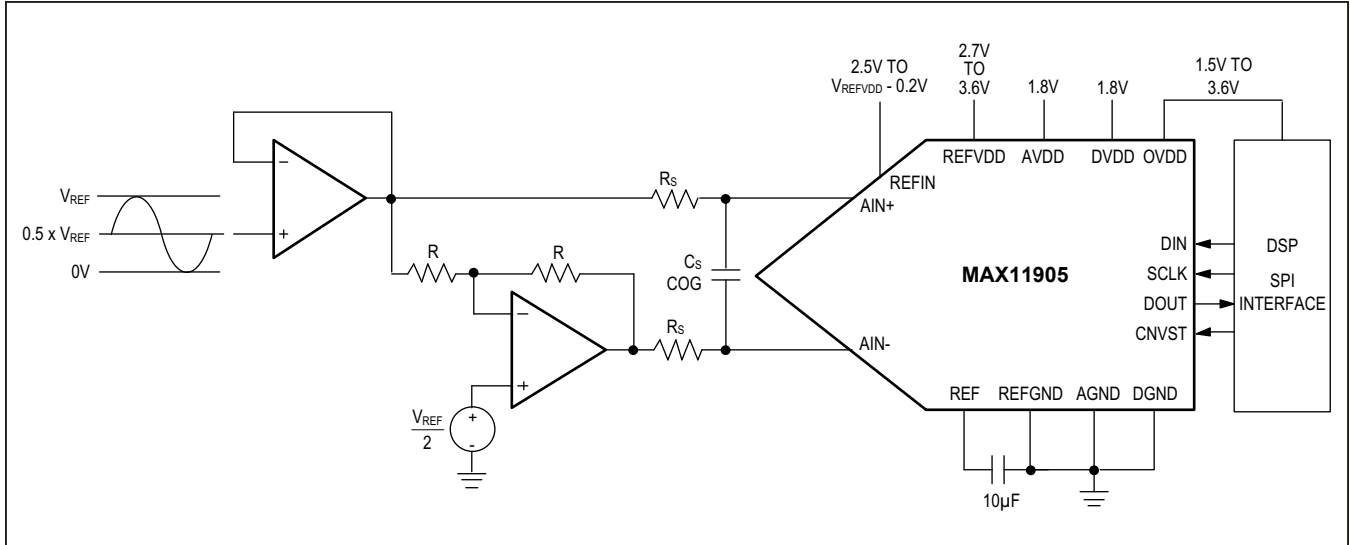 2.7V
TO
3.6V
2.5V TO
VREFVDD - 0.2V
1.8V
1.8V
1.5V TO
3.6V
REFVDD
AVDD
DVDD
OVDD
REFIN
AIN+
VREF
0.5 x VREF
0V
−
+
RS
R
R
CS
COG
MAX11905
DIN
SCLK
DOUT
CNVST
DSP
SPI
INTERFACE
−
+
RS
AIN-
VREF
2
+
-
REF
REFGND
AGND
DGND
10µF